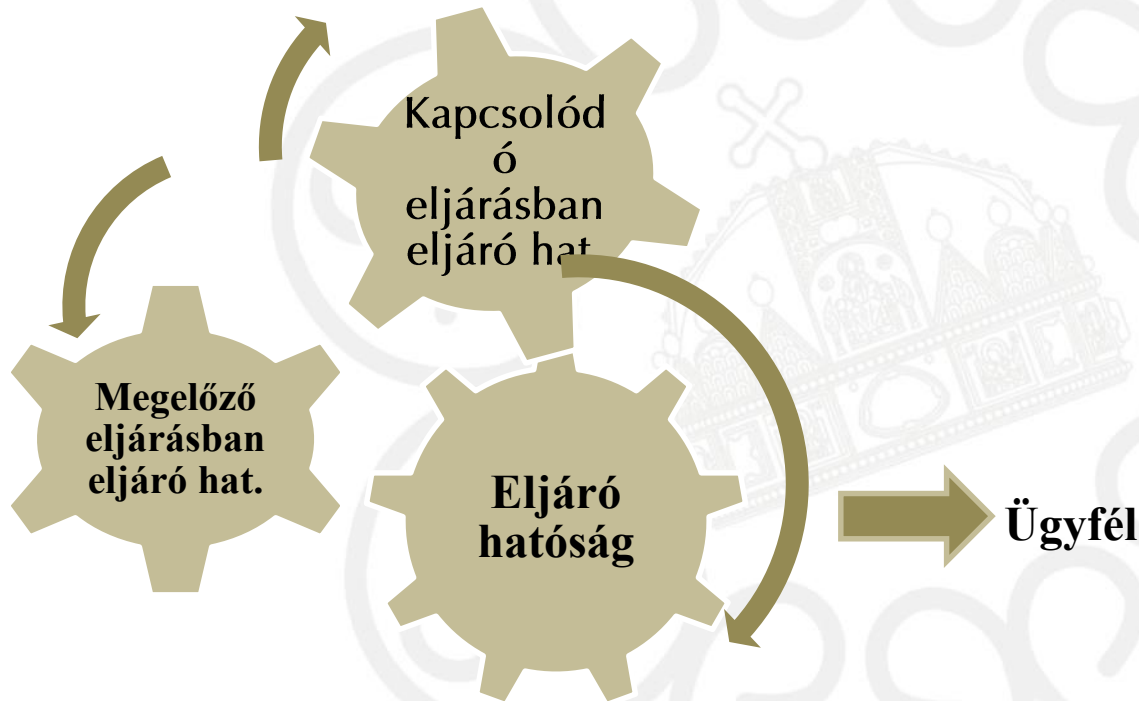 Kapcsolód
ó
eljárásban
eljáró hat.
Megelőző
eljárásban
eljáró hat.
Eljáró
hatóság
Ügyfél